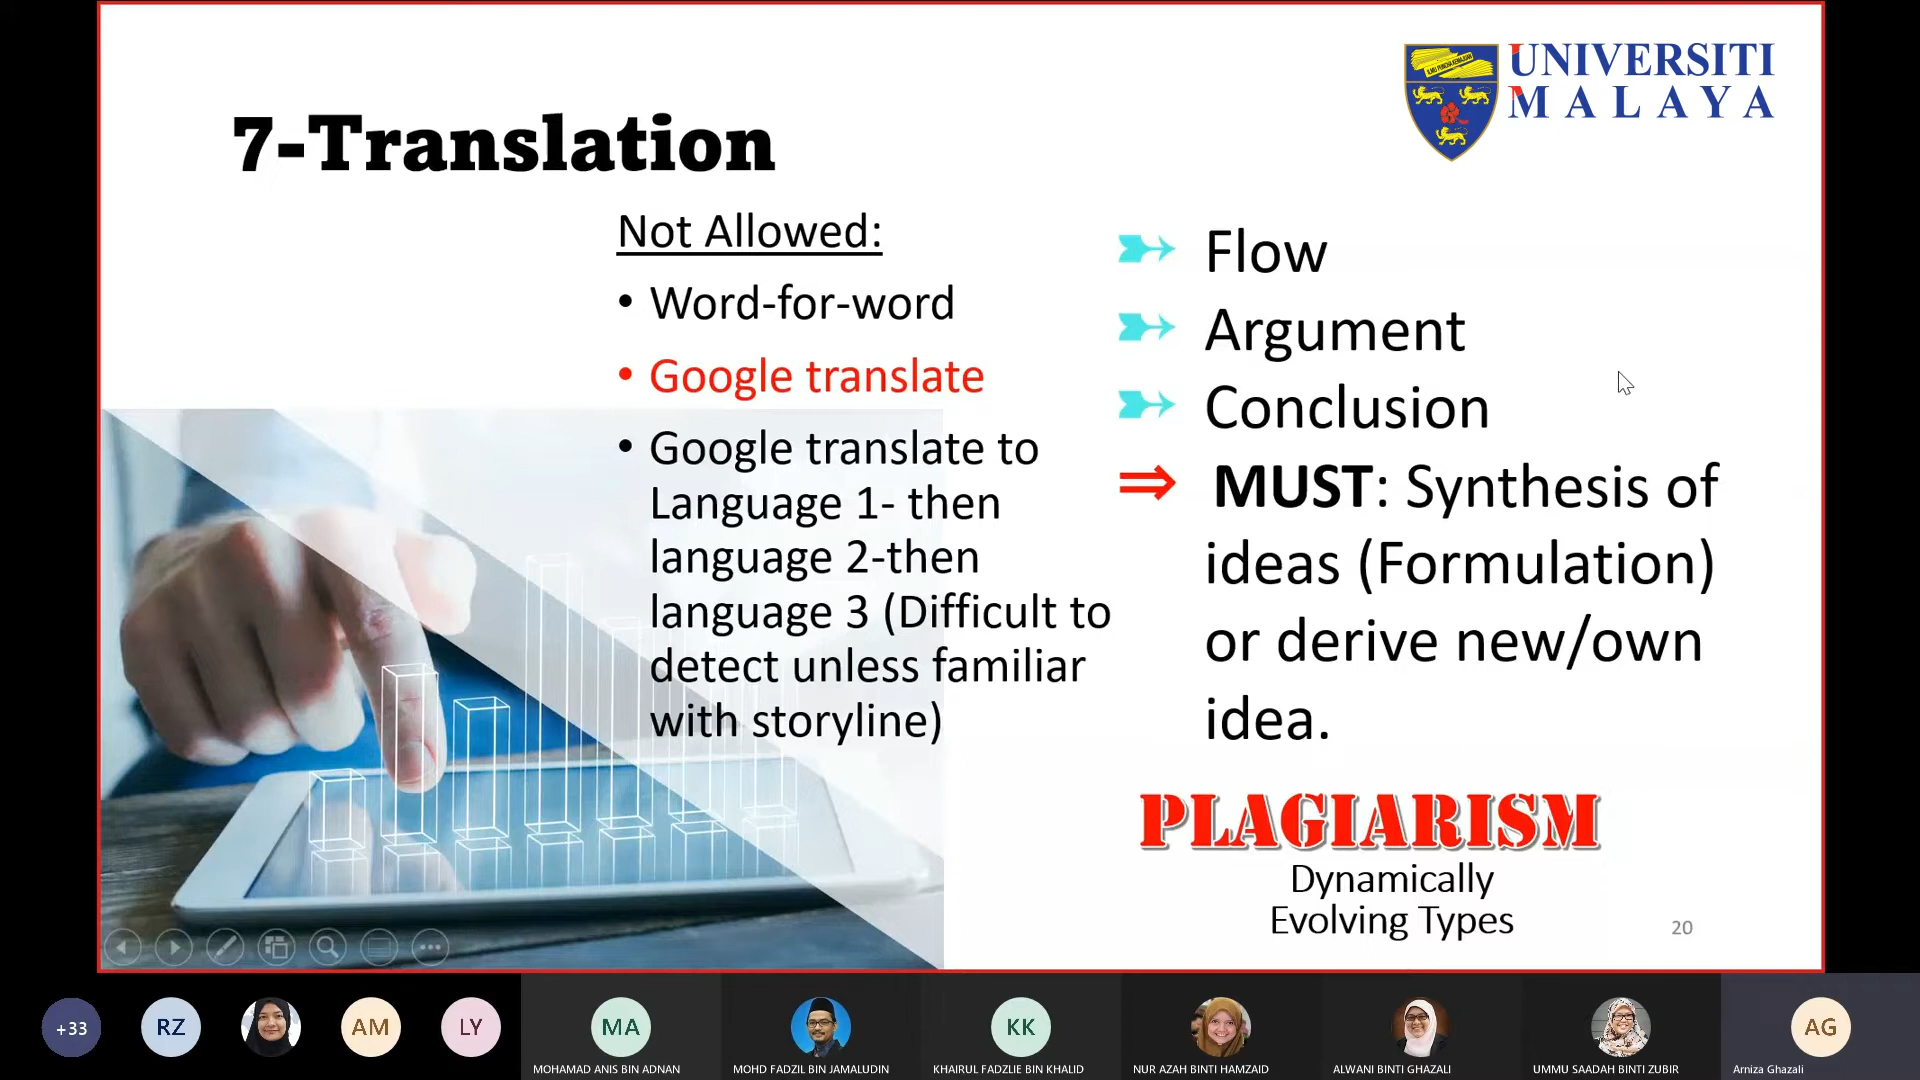 UNIVERSITI
MALAYA
ILMU PUNCA KEMAJUAN
7-Translation
Not Allowed:
• Word-for-word
• Google translate
• Google translate to
Language 1- then
language 2-then
language 3 (Difficult to
detect unless familiar
with storyline)
Flow
Argument
Conclusion
⇒ MUST: Synthesis of
ideas (Formulation)
or derive new/own
idea.
PLAGIARISM
Dynamically
Evolving Types
20
+33
RZ
AM
LY
MA
KK
AG
MOHAMAD ANIS BIN ADNAN
MOHD FADZIL BIN JAMALUDIN
KHAIRUL FADZLIE BIN KHALID
NUR AZAH BINTI HAMZAID
ALWANI BINTI GHAZALI
UMMU SAADAH BINTI ZUBIR
Arniza Ghazali